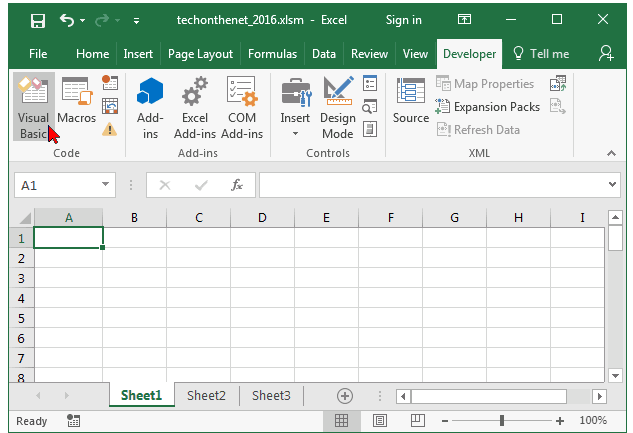 techonthenet_2016.xlsm - Excel Sign in
File Home Insert Page Layout Formulas Data Review View Developer Tell me
Visual Basic
Macros
Code
Add-ins
Excel Add-ins
COM Add-ins
Add-ins
Insert
Design Mode
Controls
Source
Map Properties
Expansion Packs
Refresh Data
XML
A1 fx
A B C D E F G H I
1
2
3
4
5
6
7
8
Sheet1 Sheet2 Sheet3
Ready 100%